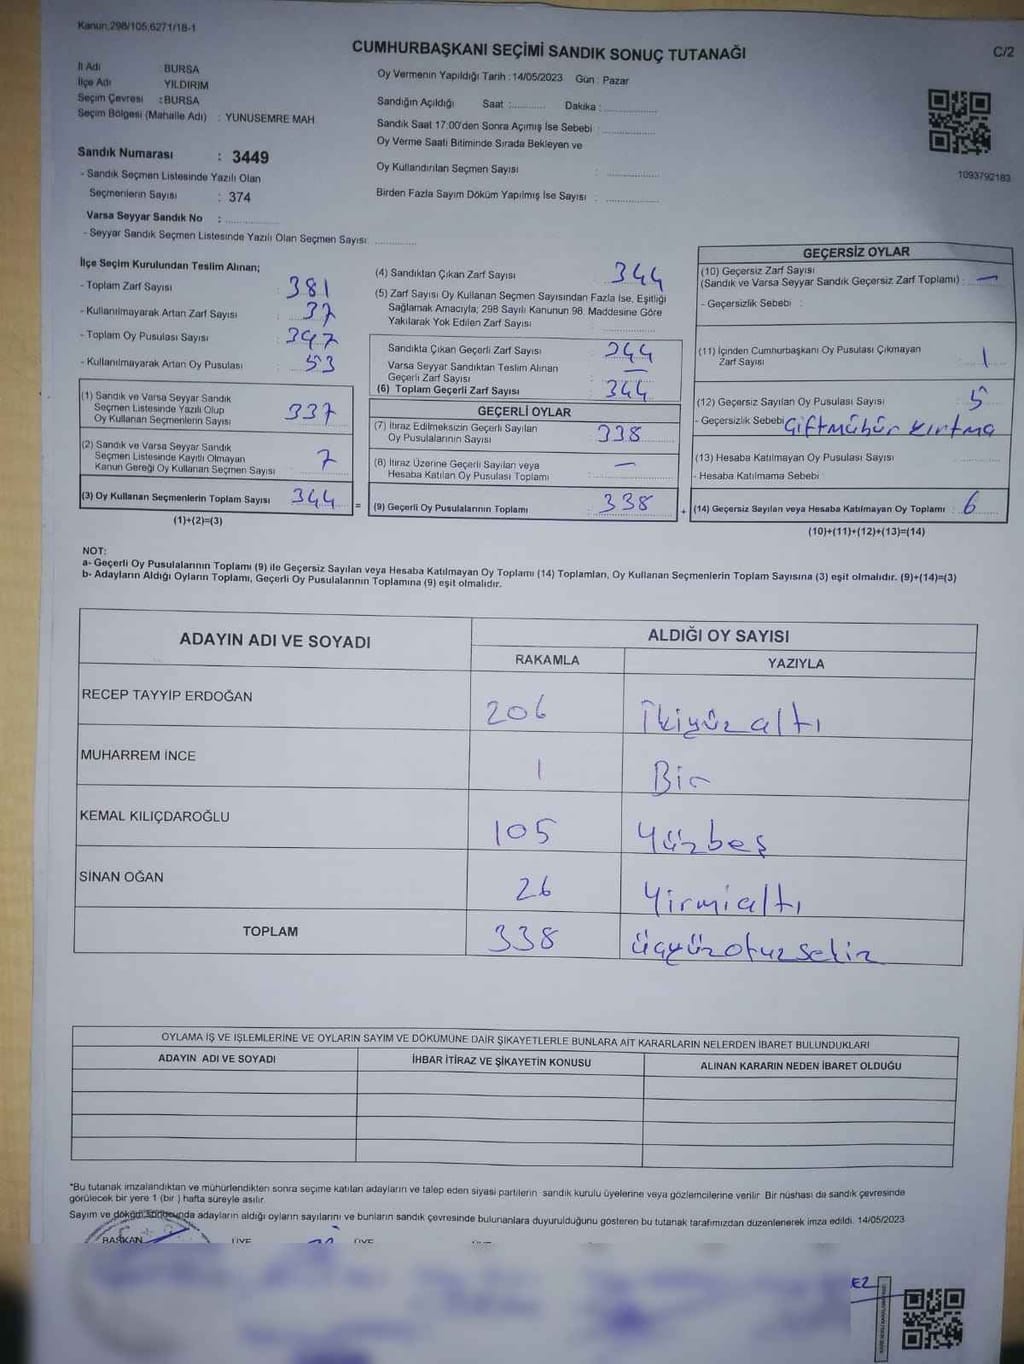 Kanun:298/105,6271/18-1
CUMHURBAŞKANI SEÇİMİ SANDIK SONUÇ TUTANAĞI
C/2
İl Adı BURSA
İlçe Adı YILDIRIM
Seçim Çevresi :BURSA
Seçim Bölgesi (Mahalle Adı) : YUNUSEMRE MAH
Oy Vermenin Yapıldığı Tarih :14/05/2023 Gün : Pazar
Sandığın Açıldığı Saat :............ Dakika :..............
Sandık Saat 17:00'den Sonra Açımış İse Sebebi :..............
Oy Verme Saati Bitiminde Sırada Bekleyen ve
Oy Kullandırılan Seçmen Sayısı : ..............
Birden Fazla Sayım Döküm Yapılmış İse Sayısı : ..............
1093792183
Sandık Numarası : 3449
- Sandık Seçmen Listesinde Yazılı Olan
Seçmenlerin Sayısı : 374
Varsa Seyyar Sandık No : ..............
- Seyyar Sandık Seçmen Listesinde Yazılı Olan Seçmen Sayısı ............
İlçe Seçim Kurulundan Teslim Alınan;
- Toplam Zarf Sayısı 381
- Kullanılmayarak Artan Zarf Sayısı 37
- Toplam Oy Pusulası Sayısı 397
- Kullanılmayarak Artan Oy Pusulası 53
(1) Sandık ve Varsa Seyyar Sandık
Seçmen Listesinde Yazılı Olup
Oy Kullanan Seçmenlerin Sayısı 337
(2) Sandık ve Varsa Seyyar Sandık
Seçmen Listesinde Kayıtlı Olmayan
Kanun Gereği Oy Kullanan Seçmen Sayısı 7
(3) Oy Kullanan Seçmenlerin Toplam Sayısı 344
(1)+(2)=(3)
=
(4) Sandıktan Çıkan Zarf Sayısı 344
(5) Zarf Sayısı Oy Kullanan Seçmen Sayısından Fazla İse, Eşitliği
Sağlamak Amacıyla; 298 Sayılı Kanunun 98. Maddesine Göre
Yakılarak Yok Edilen Zarf Sayısı
Sandıkta Çıkan Geçerli Zarf Sayısı 344
Varsa Seyyar Sandıktan Teslim Alınan
Geçerli Zarf Sayısı —
(6) Toplam Geçerli Zarf Sayısı 344
GEÇERLİ OYLAR
(7) İtiraz Edilmeksizin Geçerli Sayılan
Oy Pusulalarının Sayısı 338
(8) İtiraz Üzerine Geçerli Sayılan veya
Hesaba Katılan Oy Pusulası Toplamı —
(9) Geçerli Oy Pusulalarının Toplamı 338
+
GEÇERSİZ OYLAR
(10) Geçersiz Zarf Sayısı
(Sandık ve Varsa Seyyar Sandık Geçersiz Zarf Toplamı) : —
- Geçersizlik Sebebi :
(11) İçinden Cumhurbaşkanı Oy Pusulası Çıkmayan
Zarf Sayısı 1
(12) Geçersiz Sayılan Oy Pusulası Sayısı 5
- Geçersizlik Sebebi Çiftmühür yırtma
(13) Hesaba Katılmayan Oy Pusulası Sayısı
- Hesaba Katılmama Sebebi :
(14) Geçersiz Sayılan veya Hesaba Katılmayan Oy Toplamı : 6
(10)+(11)+(12)+(13)=(14)
NOT:
a- Geçerli Oy Pusulalarının Toplamı (9) ile Geçersiz Sayılan veya Hesaba Katılmayan Oy Toplamı (14) Toplamları, Oy Kullanan Seçmenlerin Toplam Sayısına (3) eşit olmalıdır. (9)+(14)=(3)
b- Adayların Aldığı Oyların Toplamı, Geçerli Oy Pusulalarının Toplamına (9) eşit olmalıdır.
ADAYIN ADI VE SOYADI
ALDIĞI OY SAYISI
RAKAMLA YAZIYLA
RECEP TAYYİP ERDOĞAN 206 İkiyüzaltı
MUHARREM İNCE 1 Bir
KEMAL KILIÇDAROĞLU 105 Yüzbeş
SİNAN OĞAN 26 Yirmialtı
TOPLAM 338 üçyüzotuzsekiz
OYLAMA İŞ VE İŞLEMLERİNE VE OYLARIN SAYIM VE DÖKÜMÜNE DAİR ŞİKAYETLERLE BUNLARA AİT KARARLARIN NELERDEN İBARET BULUNDUKLARI
ADAYIN ADI VE SOYADI İHBAR İTİRAZ VE ŞİKAYETİN KONUSU ALINAN KARARIN NEDEN İBARET OLDUĞU
*Bu tutanak imzalandıktan ve mühürlendikten sonra seçime katılan adayların ve talep eden siyasi partilerin sandık kurulu üyelerine veya gözlemcilerine verilir. Bir nüshası da sandık çevresinde
görülecek bir yere 1 (bir ) hafta süreyle asılır.
Sayım ve döküm sonucunda adayların aldığı oyların sayılarını ve bunların sandık çevresinde bulunanlara duyurulduğunu gösteren bu tutanak tarafımızdan düzenlenerek imza edildi. 14/05/2023
BAŞKAN ÜYE ÜYE